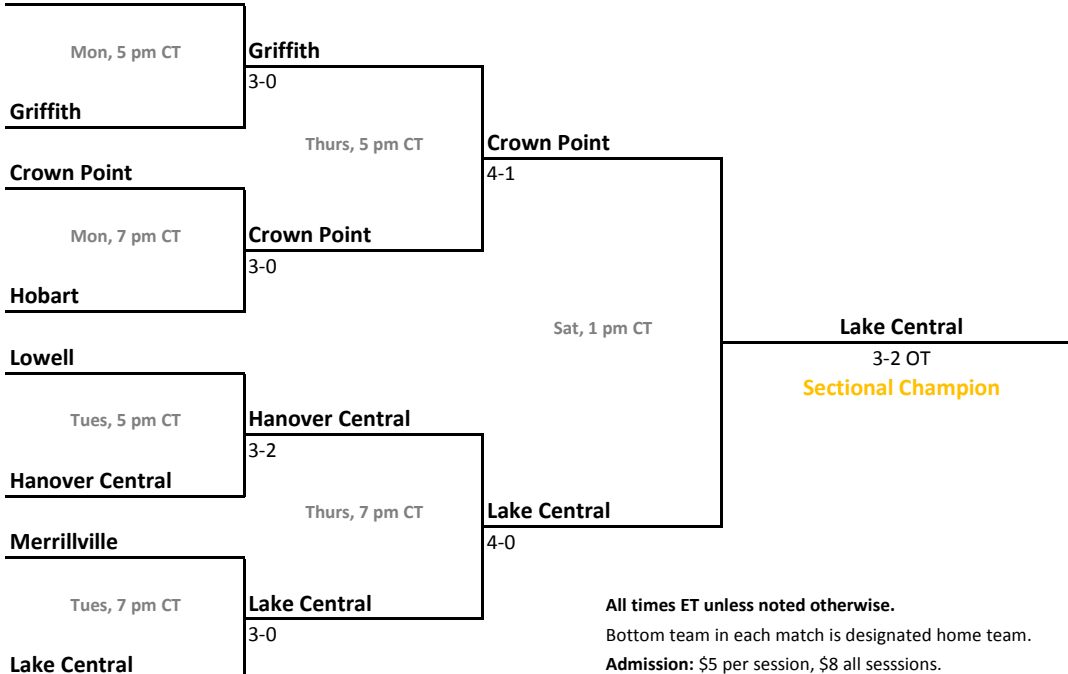 Mon, 5 pm CT
Griffith
3-0
Griffith
Thurs, 5 pm CT
Crown Point
4-1
Crown Point
Mon, 7 pm CT
Crown Point
3-0
Hobart
Sat, 1 pm CT
Lake Central
3-2 OT
Sectional Champion
Lowell
Tues, 5 pm CT
Hanover Central
3-2
Hanover Central
Thurs, 7 pm CT
Lake Central
4-0
Merrillville
Tues, 7 pm CT
Lake Central
3-0
Lake Central
All times ET unless noted otherwise.
Bottom team in each match is designated home team.
Admission: $5 per session, $8 all sesssions.